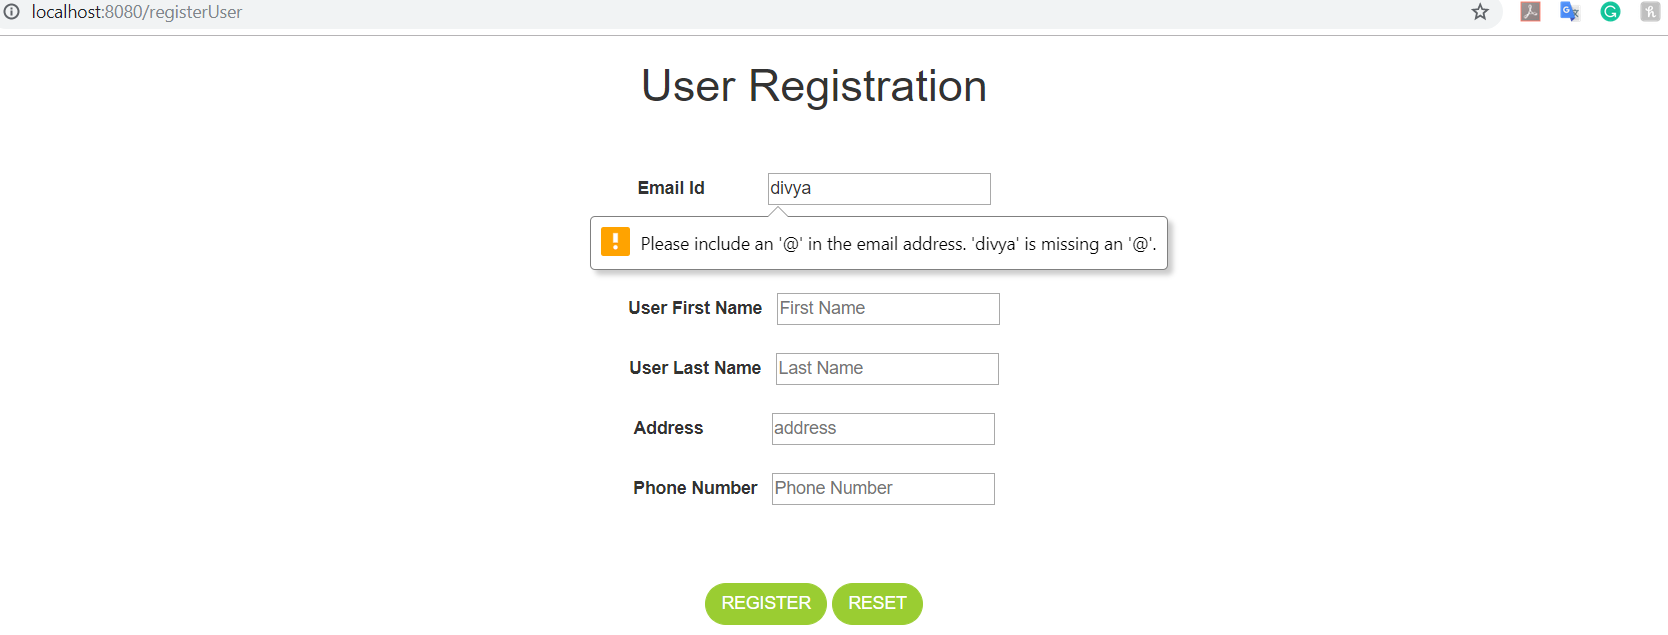 localhost:8080/registerUser
User Registration
Email Id divya
! Please include an '@' in the email address. 'divya' is missing an '@'.
User First Name First Name
User Last Name Last Name
Address address
Phone Number Phone Number
REGISTER RESET